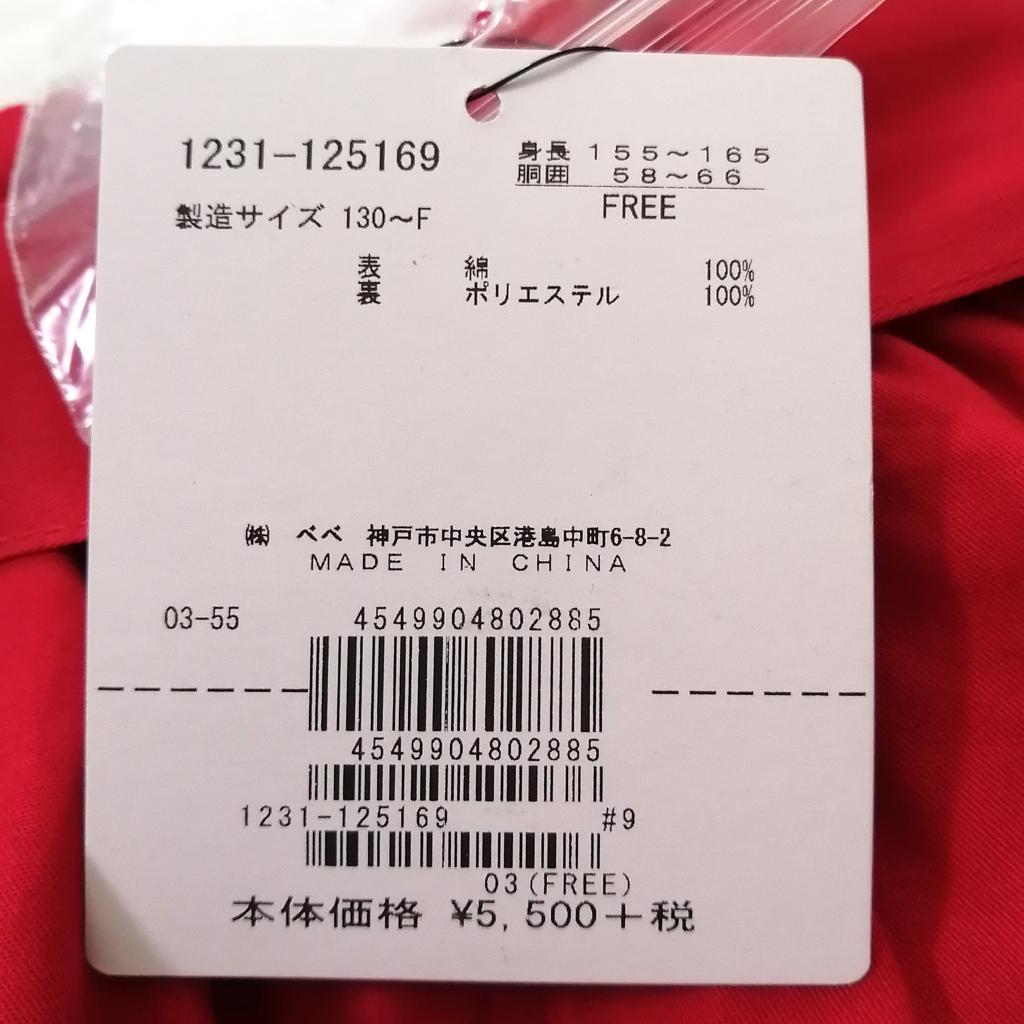 1231-125169
身長 155～165
胴囲 58～66
製造サイズ 130～F
FREE
表 綿 100%
裏 ポリエステル 100%
㈱ べべ 神戸市中央区港島中町6-8-2
MADE IN CHINA
03-55
4549904802885
4549904802885
1231-125169 #9
03(FREE)
本体価格 ¥5,500+税